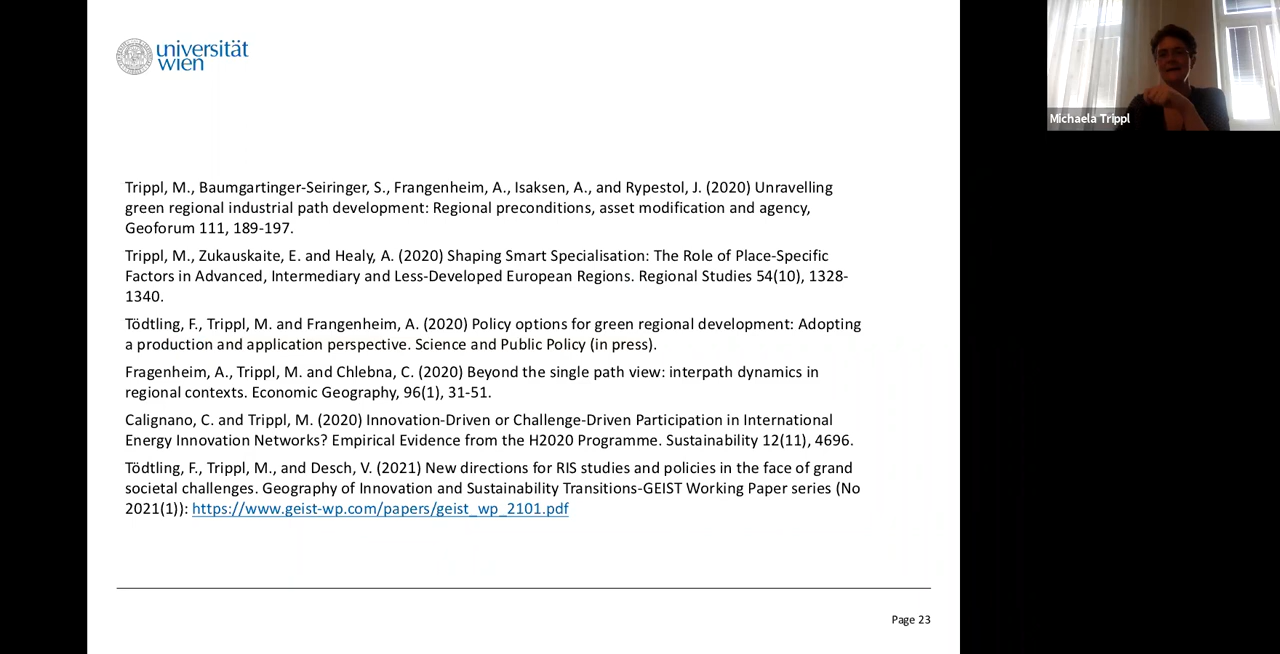 universität
wien
Michaela Trippl
Trippl, M., Baumgartinger-Seiringer, S., Frangenheim, A., Isaksen, A., and Rypestol, J. (2020) Unravelling
green regional industrial path development: Regional preconditions, asset modification and agency,
Geoforum 111, 189-197.
Trippl, M., Zukauskaite, E. and Healy, A. (2020) Shaping Smart Specialisation: The Role of Place-Specific
Factors in Advanced, Intermediary and Less-Developed European Regions. Regional Studies 54(10), 1328-
1340.
Tödtling, F., Trippl, M. and Frangenheim, A. (2020) Policy options for green regional development: Adopting
a production and application perspective. Science and Public Policy (in press).
Fragenheim, A., Trippl, M. and Chlebna, C. (2020) Beyond the single path view: interpath dynamics in
regional contexts. Economic Geography, 96(1), 31-51.
Calignano, C. and Trippl, M. (2020) Innovation-Driven or Challenge-Driven Participation in International
Energy Innovation Networks? Empirical Evidence from the H2020 Programme. Sustainability 12(11), 4696.
Tödtling, F., Trippl, M., and Desch, V. (2021) New directions for RIS studies and policies in the face of grand
societal challenges. Geography of Innovation and Sustainability Transitions-GEIST Working Paper series (No
2021(1)): https://www.geist-wp.com/papers/geist_wp_2101.pdf
Page 23